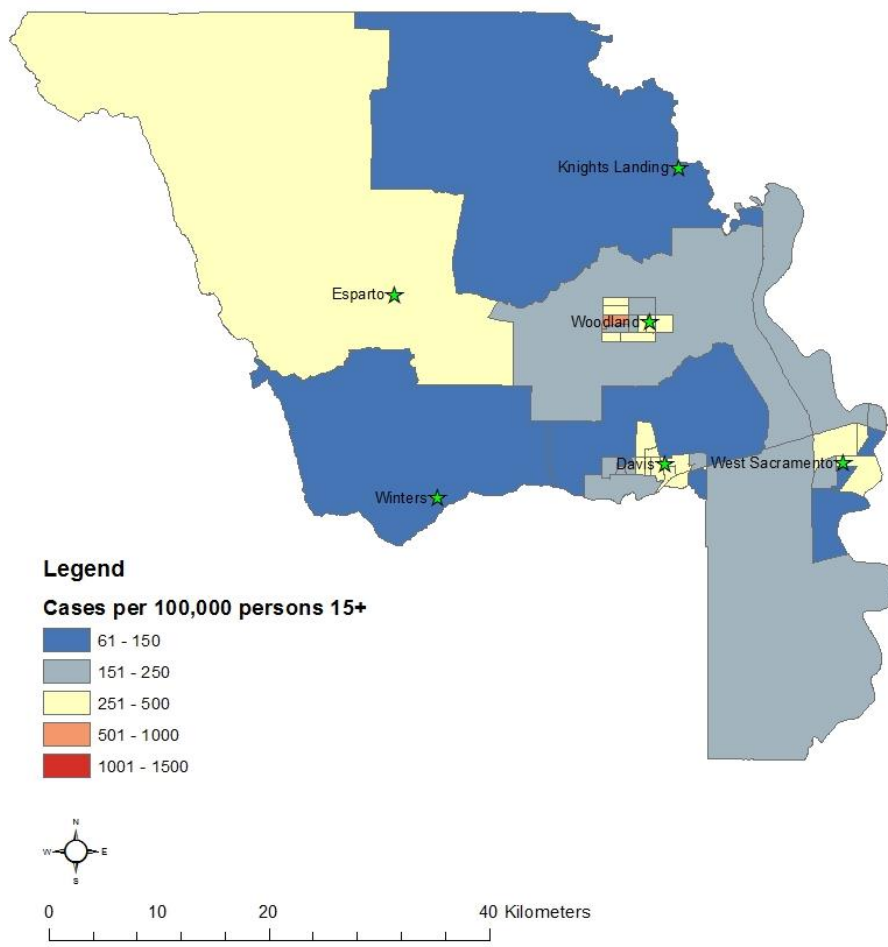 Knights Landing
Esparto
Woodland
Davis
West Sacramento
Winters
Legend
Cases per 100,000 persons 15+
61 - 150
151 - 250
251 - 500
501 - 1000
1001 - 1500
N
W E
S
0 10 20 40 Kilometers